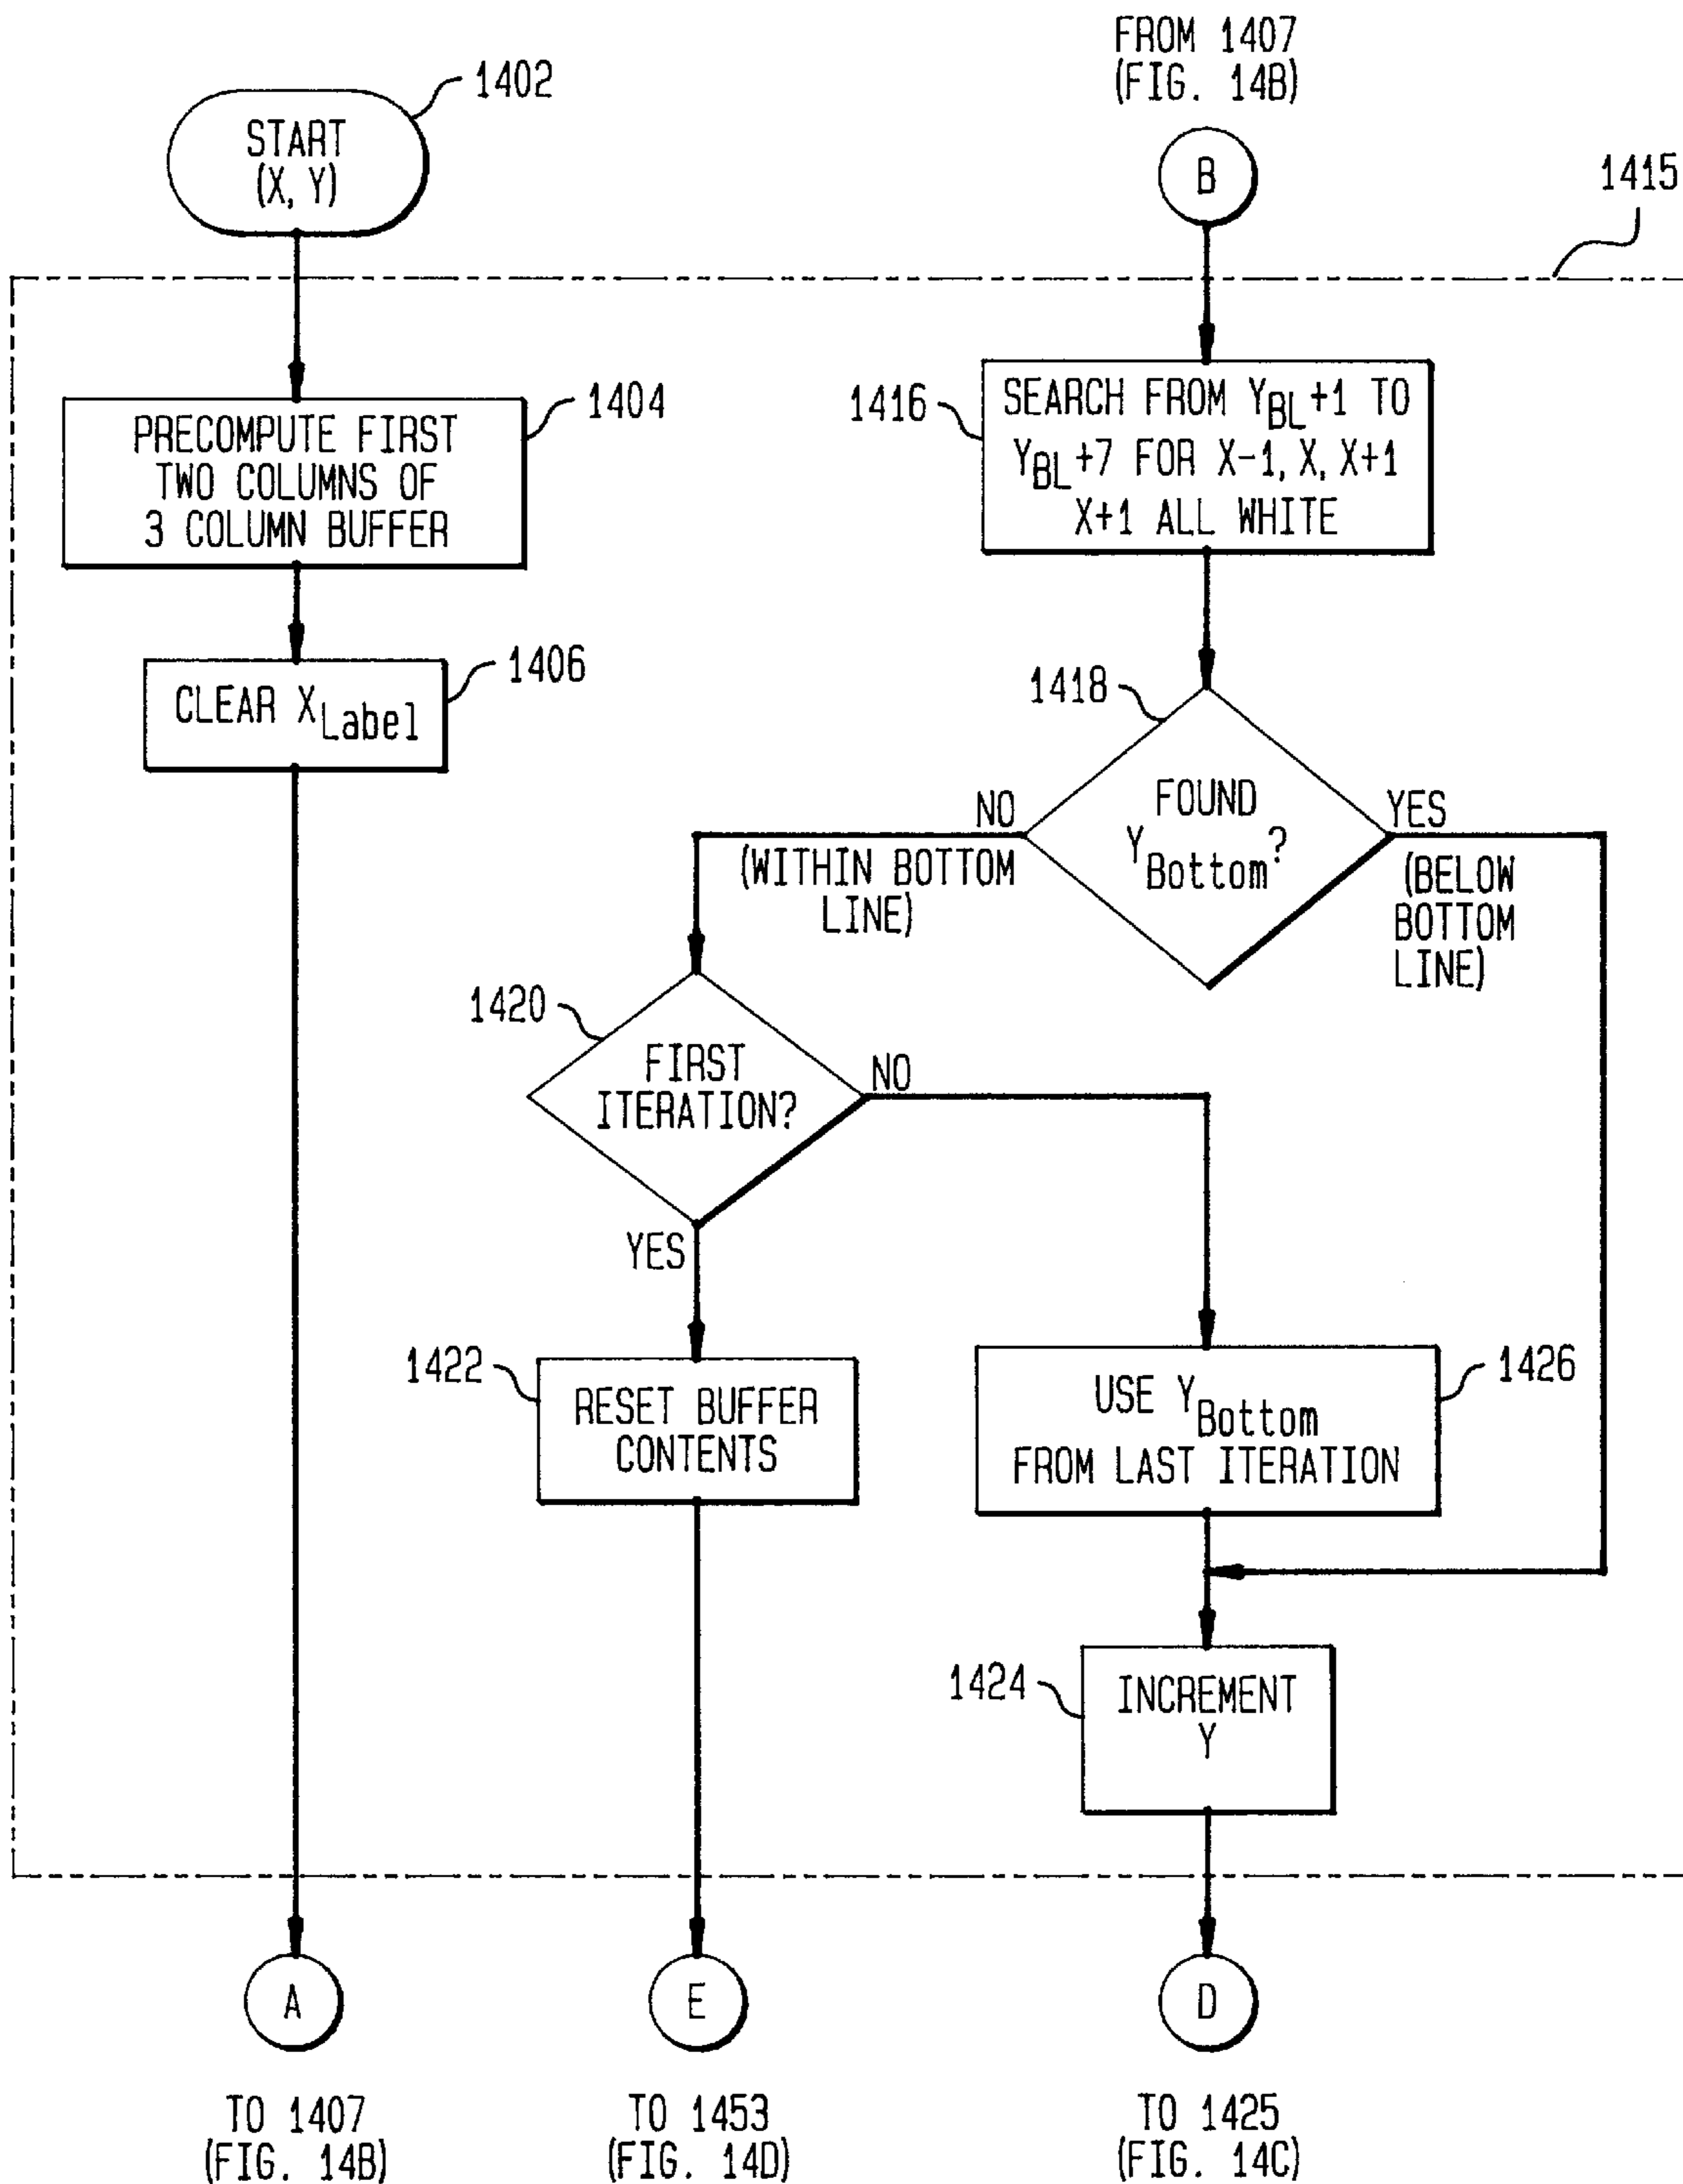 1402
START
(X, Y)
1404
PRECOMPUTE FIRST
TWO COLUMNS OF
3 COLUMN BUFFER
1406
CLEAR XLabel
A
TO 1407
(FIG. 14B)
FROM 1407
(FIG. 14B)
B
1415
1416
SEARCH FROM YBL+1 TO
YBL+7 FOR X-1, X, X+1
X+1 ALL WHITE
1418
FOUND
YBottom?
NO
(WITHIN BOTTOM
LINE)
YES
(BELOW
BOTTOM
LINE)
1420
FIRST
ITERATION?
NO
YES
1422
RESET BUFFER
CONTENTS
1426
USE YBottom
FROM LAST ITERATION
1424
INCREMENT
Y
E
TO 1453
(FIG. 14D)
D
TO 1425
(FIG. 14C)